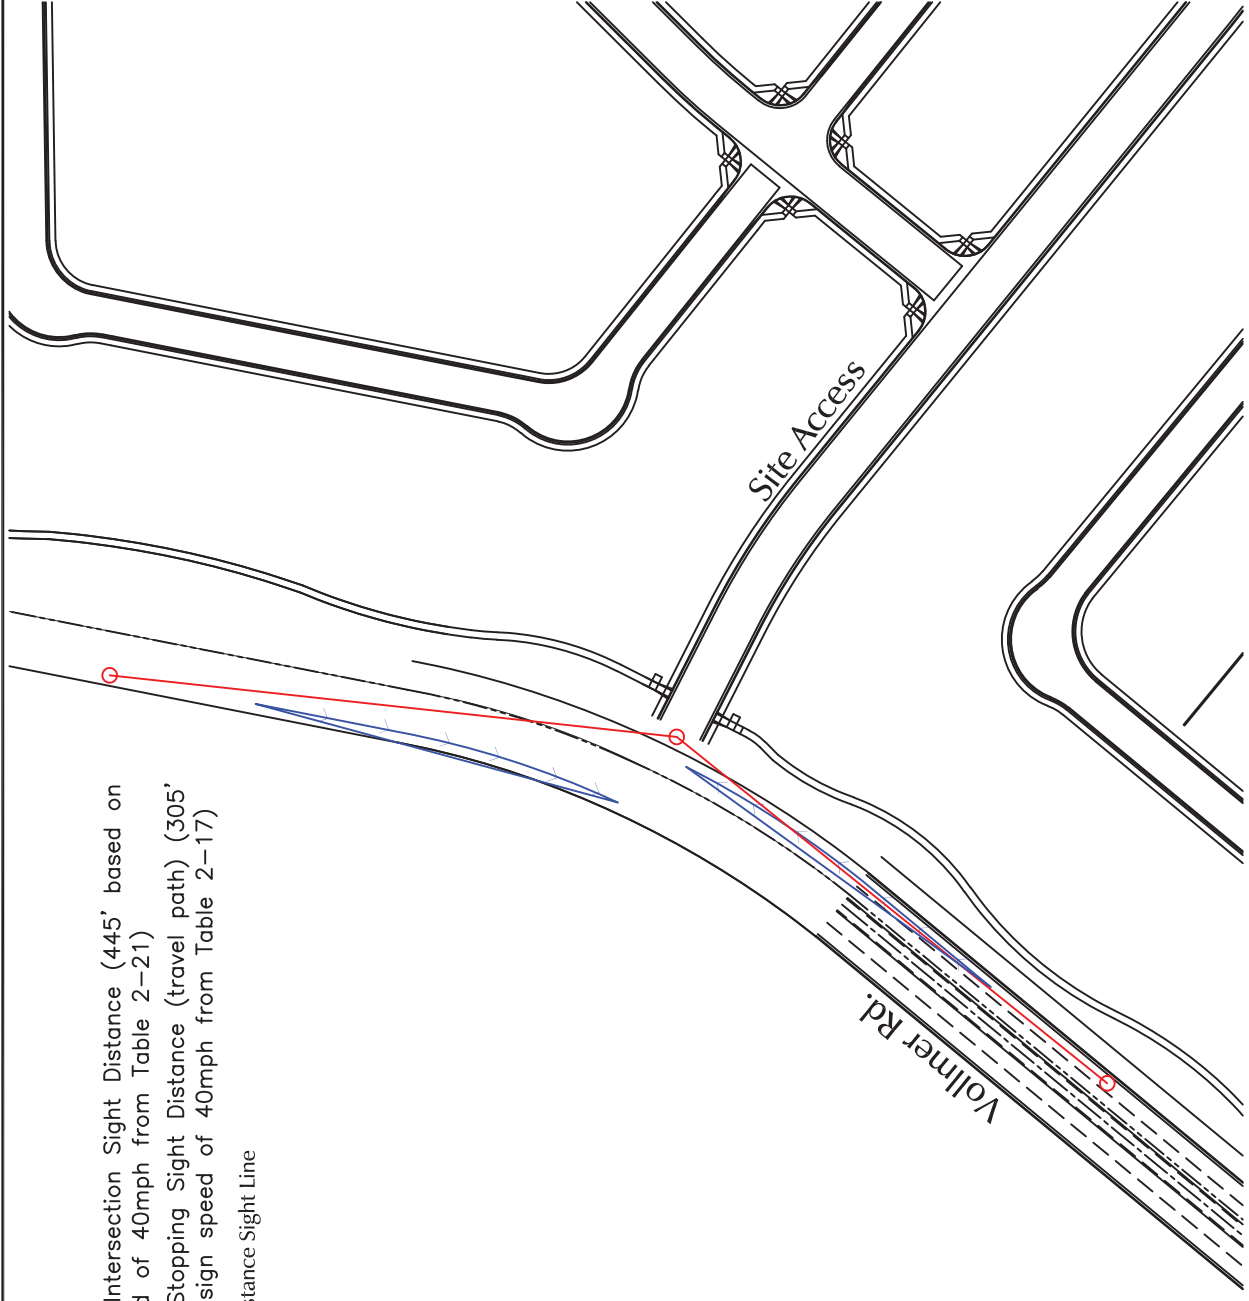 Intersection Sight Distance (445’ based on
d of 40mph from Table 2–21)
Stopping Sight Distance (travel path) (305’
sign speed of 40mph from Table 2–17)
stance Sight Line
Site Access
Vollmer Rd.